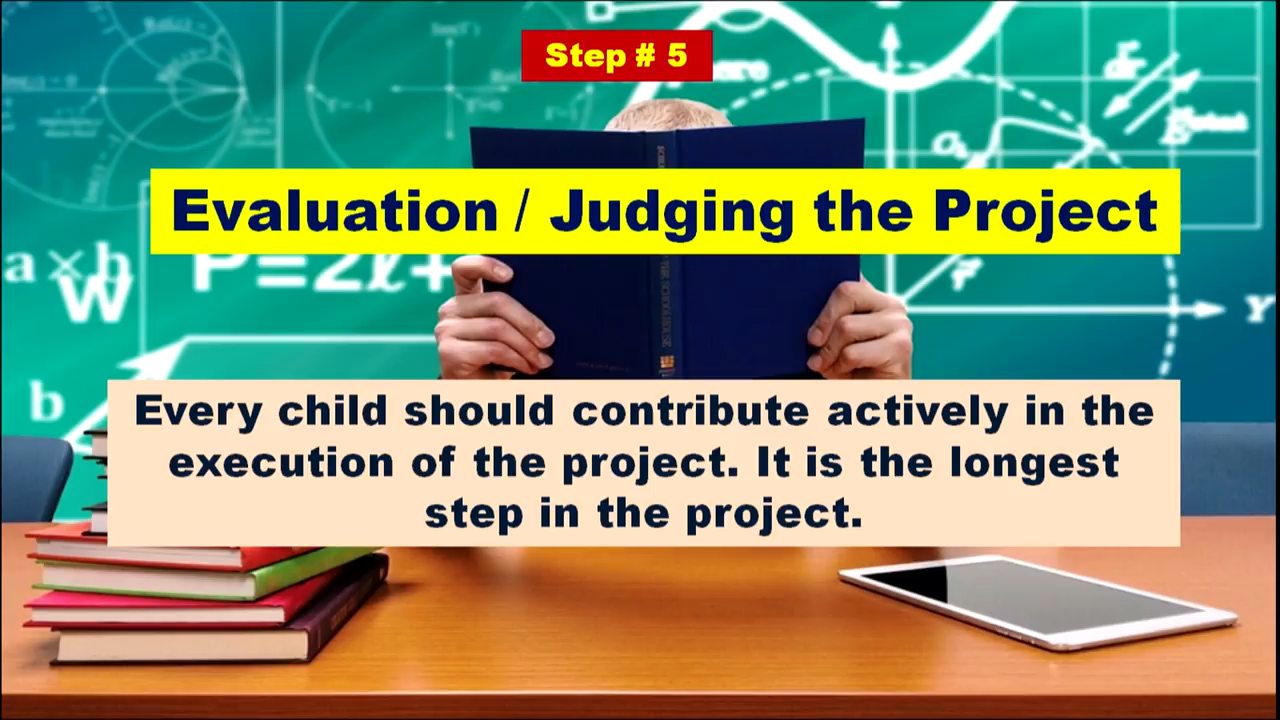 Step # 5
Evaluation / Judging the Project
a×b
W
P=2ℓ+
Y
b
Every child should contribute actively in the
execution of the project. It is the longest
step in the project.